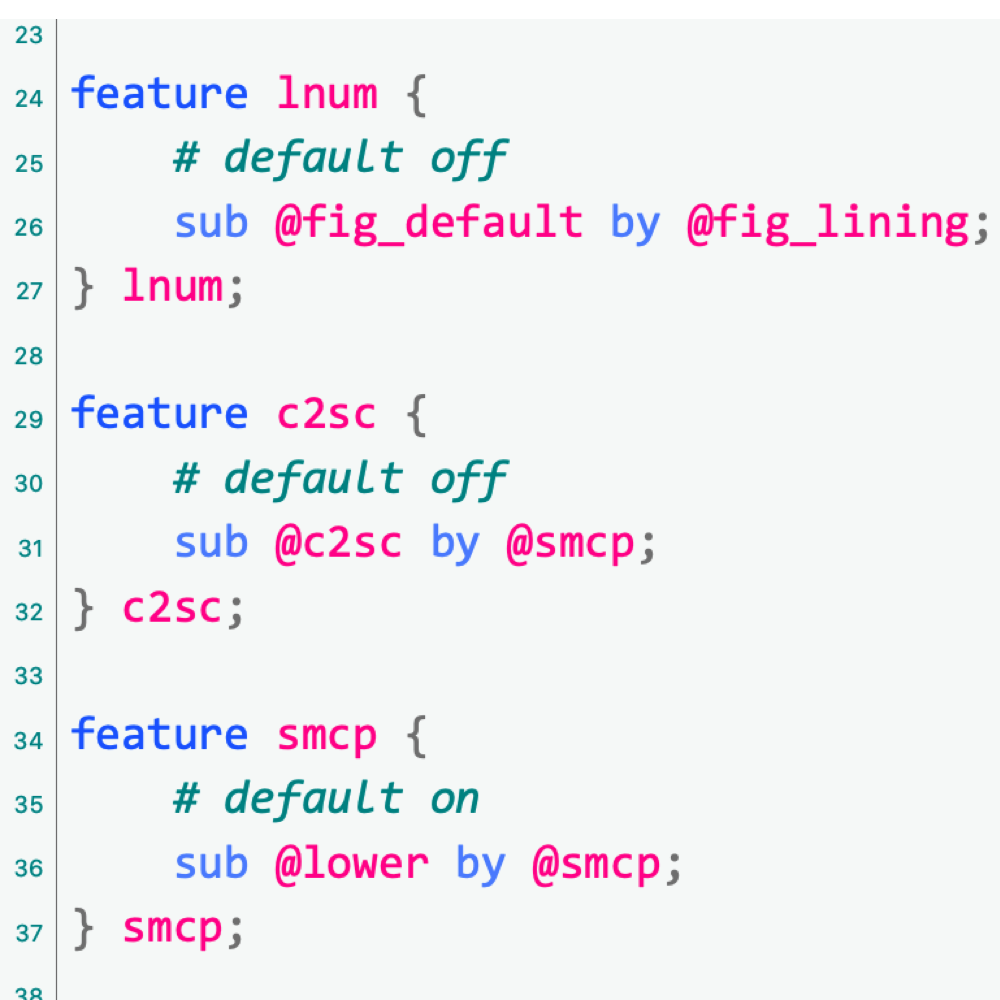 23
24 feature lnum {
25 # default off
26 sub @fig_default by @fig_lining;
27 } lnum;
28
29 feature c2sc {
30 # default off
31 sub @c2sc by @smcp;
32 } c2sc;
33
34 feature smcp {
35 # default on
36 sub @lower by @smcp;
37 } smcp;
38